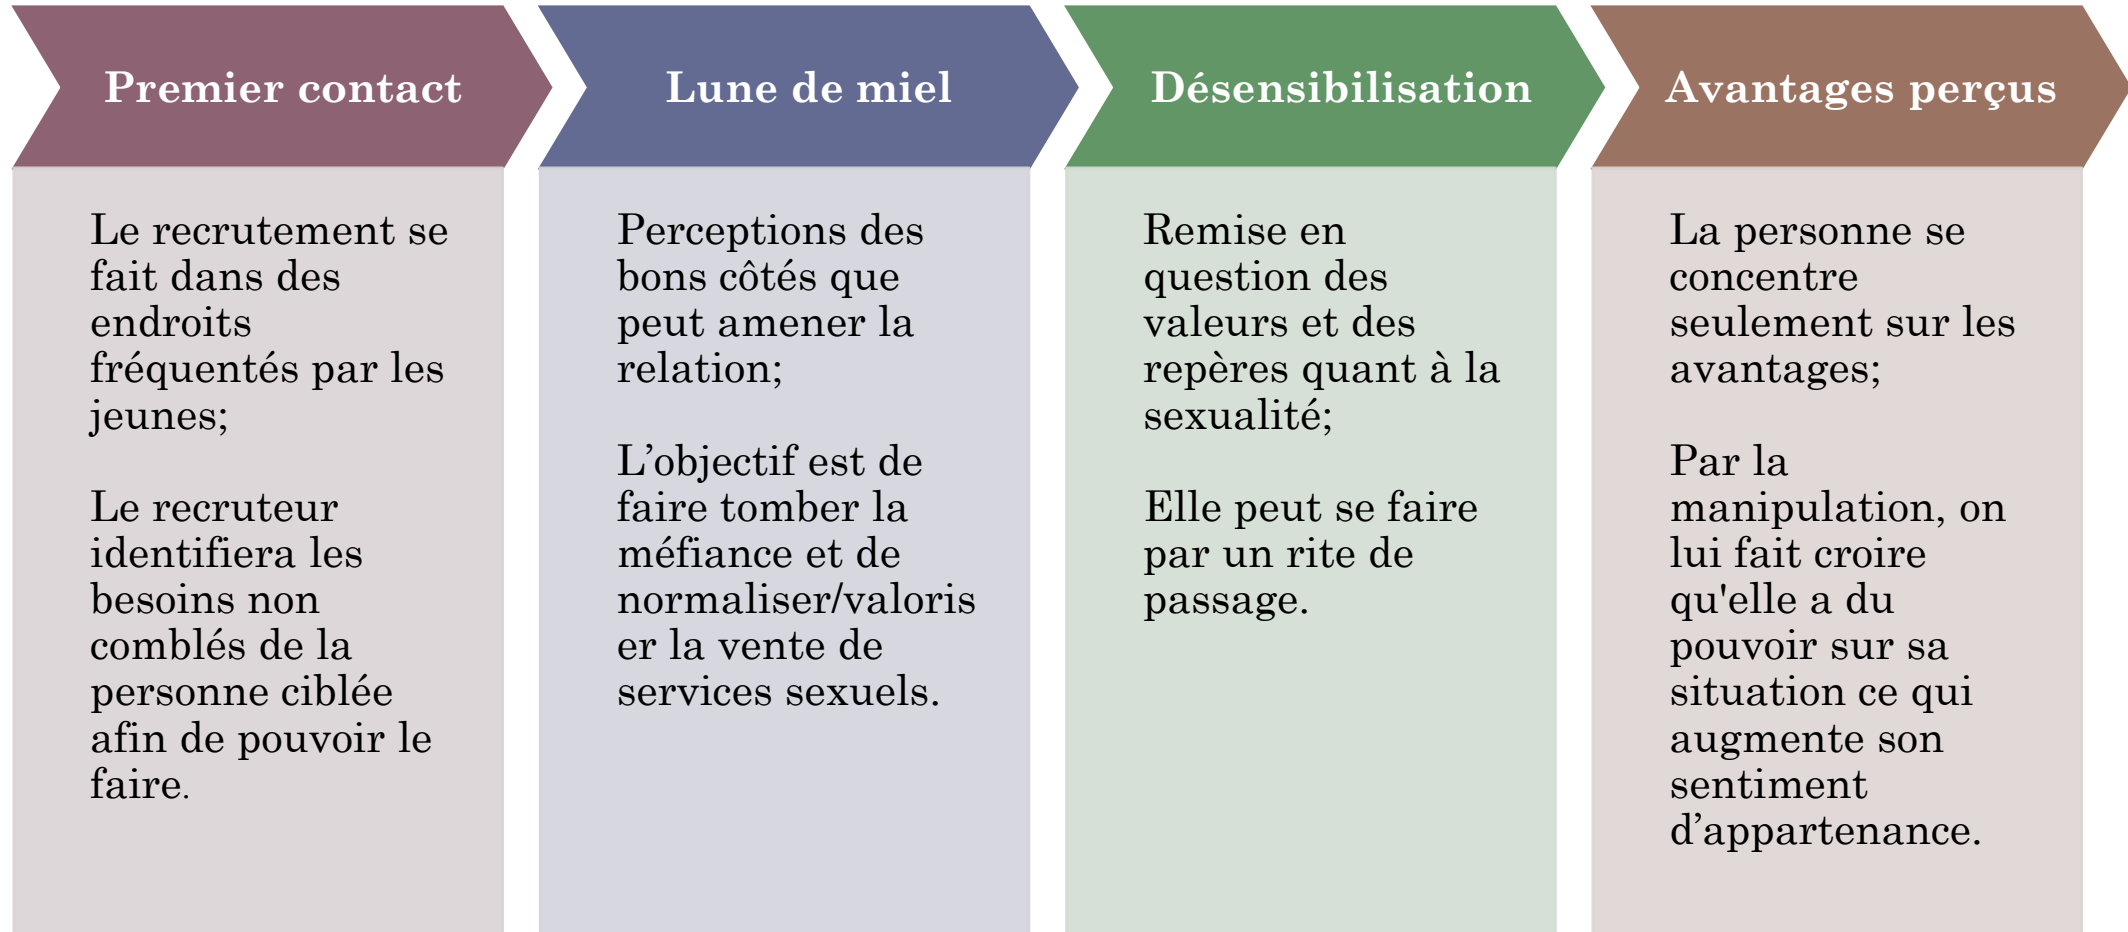 Premier contact
Le recrutement se
fait dans des
endroits
fréquentés par les
jeunes;
Le recruteur
identifiera les
besoins non
comblés de la
personne ciblée
afin de pouvoir le
faire.
Lune de miel
Perceptions des
bons côtés que
peut amener la
relation;
L’objectif est de
faire tomber la
méfiance et de
normaliser/valoris
er la vente de
services sexuels.
Désensibilisation
Remise en
question des
valeurs et des
repères quant à la
sexualité;
Elle peut se faire
par un rite de
passage.
Avantages perçus
La personne se
concentre
seulement sur les
avantages;
Par la
manipulation, on
lui fait croire
qu'elle a du
pouvoir sur sa
situation ce qui
augmente son
sentiment
d’appartenance.